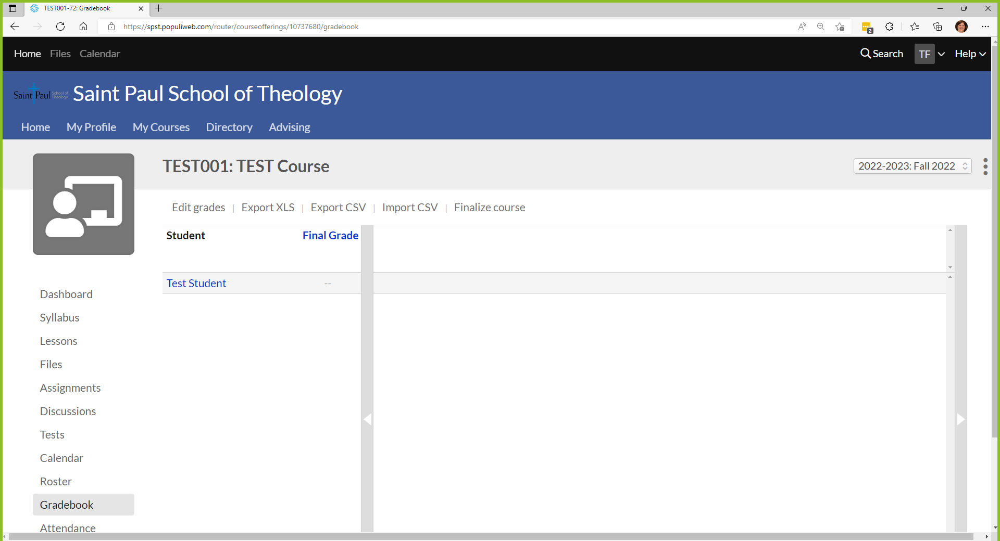 TEST001-72: Gradebook
https://spst.populiweb.com/router/courseofferings/10737680/gradebook
2
Home Files Calendar
Search TF Help
Saint Paul School of Theology Saint Paul School of Theology
Home My Profile My Courses Directory Advising
TEST001: TEST Course
2022-2023: Fall 2022
Edit grades | Export XLS | Export CSV | Import CSV | Finalize course
Student Final Grade
Test Student --
Dashboard
Syllabus
Lessons
Files
Assignments
Discussions
Tests
Calendar
Roster
Gradebook
Attendance